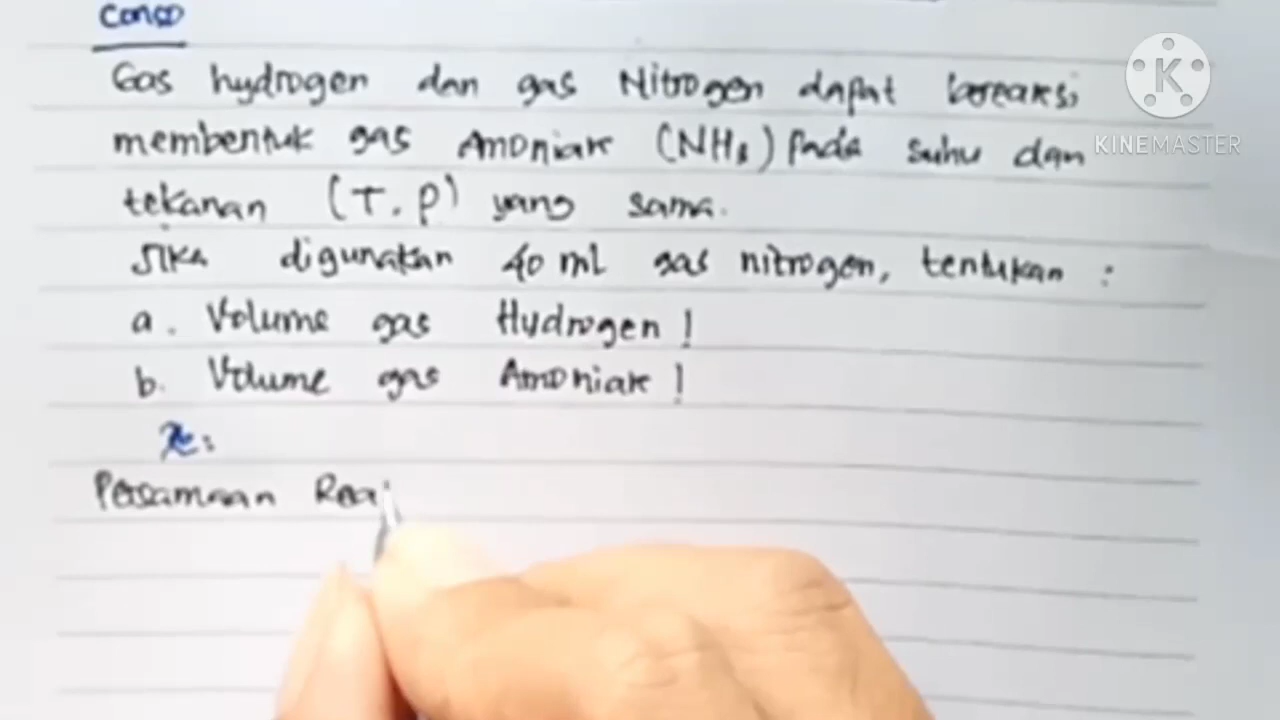 Gas hydrogen dan gas Nitrogen dapat bereaksi
membentuk gas Amoniak (NH₃) pada suhu dan
tekanan (T, P) yang sama.
Jika digunakan 40 ml gas nitrogen, tentukan :
a. Volume gas Hydrogen !
b. Volume gas Amoniak !
Persamaan Rea
K
KINEMASTER